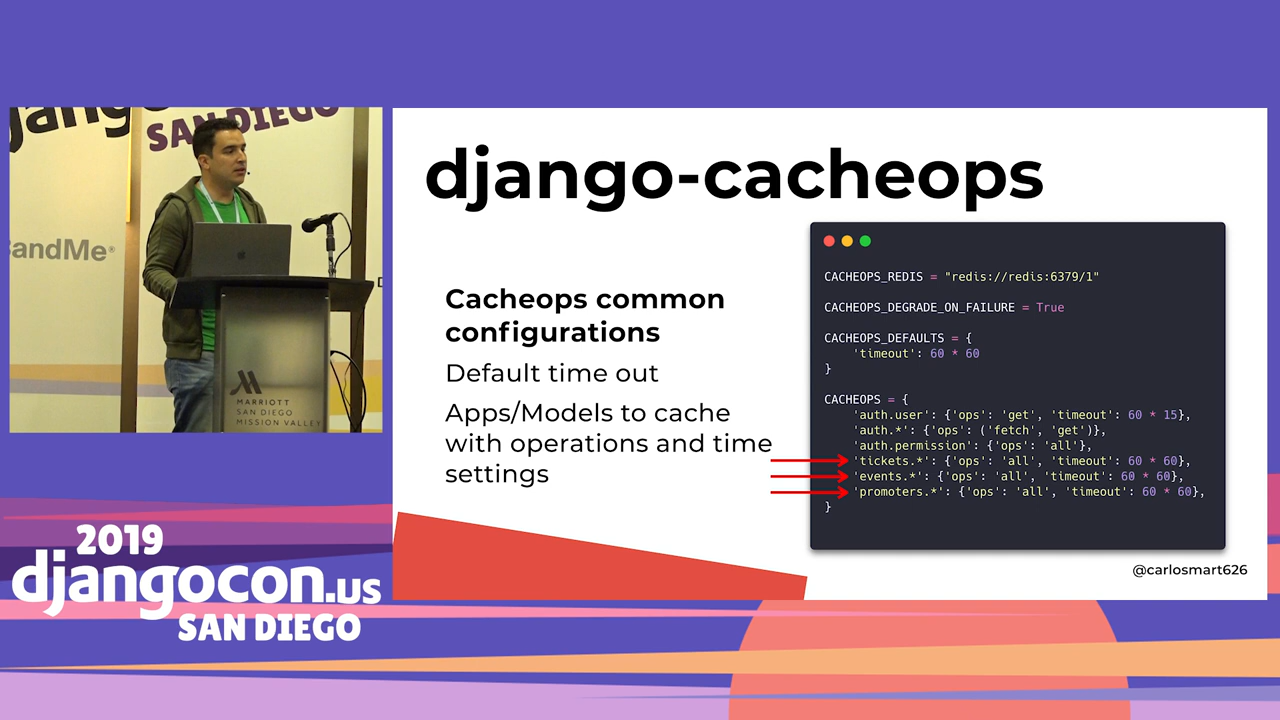 SAN DIEGO
andMe®
MARRIOTT
SAN DIEGO
MISSION VALLEY
2019
djangocon.us
SAN DIEGO
django-cacheops
Cacheops common
configurations
Default time out
Apps/Models to cache
with operations and time
settings
CACHEOPS_REDIS = "redis://redis:6379/1"
CACHEOPS_DEGRADE_ON_FAILURE = True
CACHEOPS_DEFAULTS = {
'timeout': 60 * 60
}
CACHEOPS = {
'auth.user': {'ops': 'get', 'timeout': 60 * 15},
'auth.*': {'ops': ('fetch', 'get')},
'auth.permission': {'ops': 'all'},
'tickets.*': {'ops': 'all', 'timeout': 60 * 60},
'events.*': {'ops': 'all', 'timeout': 60 * 60},
'promoters.*': {'ops': 'all', 'timeout': 60 * 60},
}
@carlosmart626